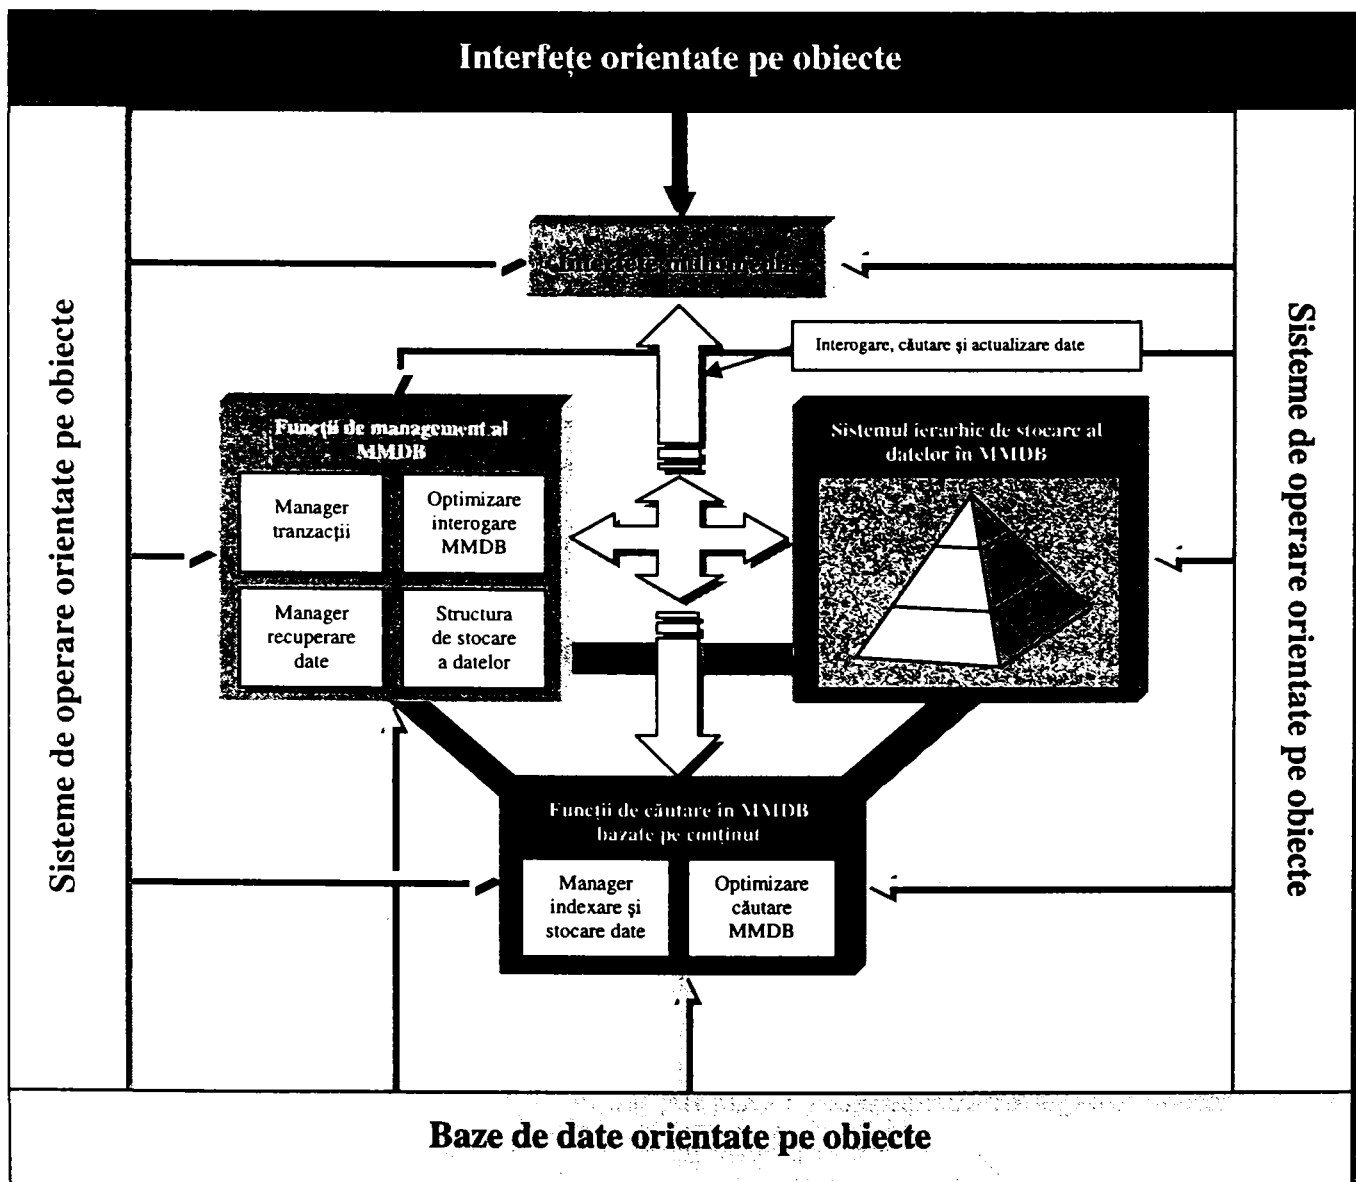 Interfețe orientate pe obiecte
Sisteme de operare orientate pe obiecte
Interfețe multimedia
Interogare, căutare și actualizare date
Funcții de management al
MMDB
Manager
tranzacții
Optimizare
interogare
MMDB
Manager
recuperare
date
Structura
de stocare
a datelor
Sistemul ierarhic de stocare al
datelor în MMDB
Funcții de căutare în MMDB
bazate pe conținut
Manager
indexare și
stocare date
Optimizare
căutare
MMDB
Sisteme de operare orientate pe obiecte
Baze de date orientate pe obiecte